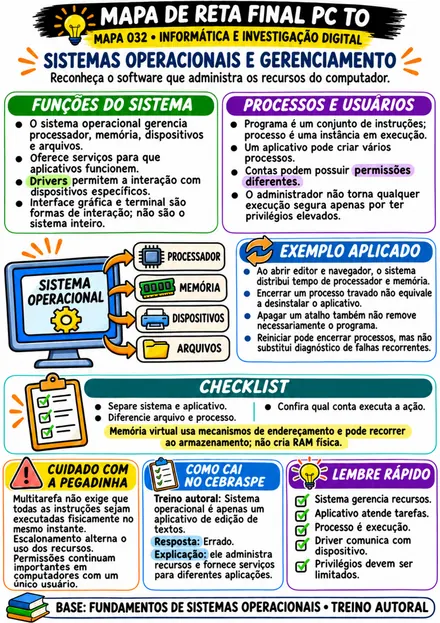 MAPA DE RETA FINAL PC TO
MAPA 032 • INFORMÁTICA E INVESTIGAÇÃO DIGITAL
SISTEMAS OPERACIONAIS E GERENCIAMENTO
Reconheça o software que administra os recursos do computador.
FUNÇÕES DO SISTEMA
• O sistema operacional gerencia
processador, memória, dispositivos
e arquivos.
• Oferece serviços para que
aplicativos funcionem.
• Drivers permitem a interação com
dispositivos específicos.
• Interface gráfica e terminal são
formas de interação; não são o
sistema inteiro.
PROCESSOS E USUÁRIOS
• Programa é um conjunto de instruções;
processo é uma instância em execução.
• Um aplicativo pode criar vários
processos.
• Contas podem possuir permissões
diferentes.
• O administrador não torna qualquer
execução segura apenas por ter
privilégios elevados.
SISTEMA
OPERACIONAL
PROCESSADOR
MEMÓRIA
DISPOSITIVOS
ARQUIVOS
EXEMPLO APLICADO
• Ao abrir editor e navegador, o sistema
distribui tempo de processador e memória.
• Encerrar um processo travado não equivale
a desinstalar o aplicativo.
• Apagar um atalho também não remove
necessariamente o programa.
• Reiniciar pode encerrar processos, mas não
substitui diagnóstico de falhas recorrentes.
CHECKLIST
• Separe sistema e aplicativo.
• Diferencie arquivo e processo.
• Confira qual conta executa a ação.
Memória virtual usa mecanismos de endereçamento e pode recorrer
ao armazenamento; não cria RAM física.
CUIDADO COM
A PEGADINHA
Multitarefa não exige que
todas as instruções sejam
executadas fisicamente no
mesmo instante.
Escalonamento alterna o
uso dos recursos.
Permissões continuam
importantes em
computadores com um
único usuário.
COMO CAI
NO CEBRASPE
Treino autoral: Sistema
operacional é apenas um
aplicativo de edição de
textos.
Resposta: Errado.
Explicação: ele administra
recursos e fornece serviços
para diferentes aplicações.
LEMBRE RÁPIDO
Sistema gerencia recursos.
Aplicativo atende tarefas.
Processo é execução.
Driver comunica com
dispositivo.
Privilégios devem ser
limitados.
BASE: FUNDAMENTOS DE SISTEMAS OPERACIONAIS • TREINO AUTORAL